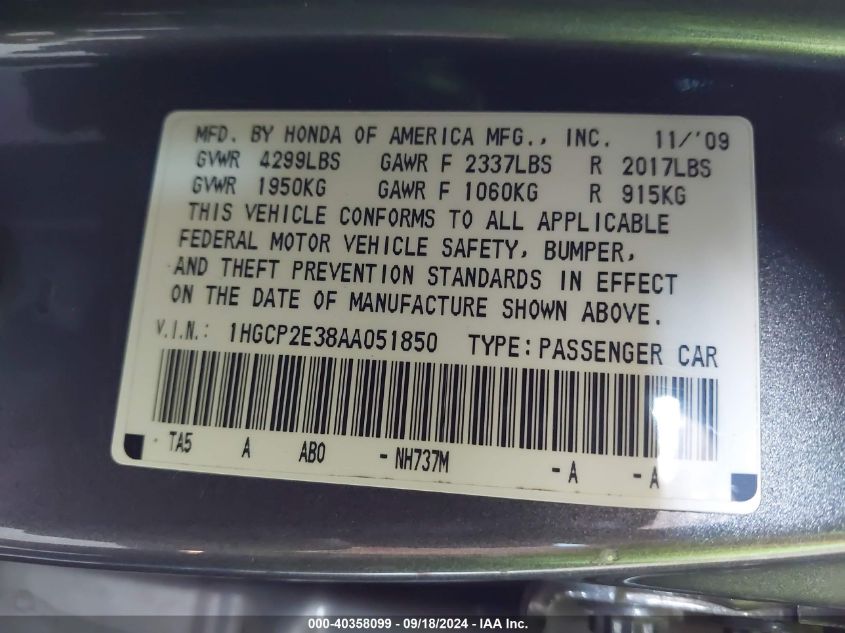 MFD. BY HONDA OF AMERICA MFG., INC. 11/'09
GVWR 4299LBS GAWR F 2337LBS R 2017LBS
GVWR 1950KG GAWR F 1060KG R 915KG
THIS VEHICLE CONFORMS TO ALL APPLICABLE
FEDERAL MOTOR VEHICLE SAFETY, BUMPER,
AND THEFT PREVENTION STANDARDS IN EFFECT
ON THE DATE OF MANUFACTURE SHOWN ABOVE.
V.I.N.: 1HGCP2E38AA051850 TYPE: PASSENGER CAR
TA5 A AB0 - NH737M - A - A
000-40358099 - 09/18/2024 - IAA Inc.